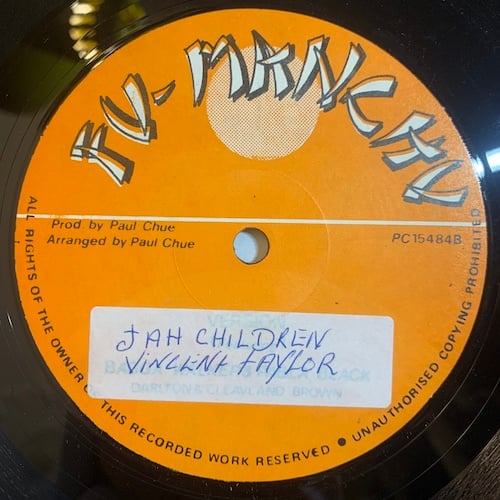 FU-MANCHU
Prod by Paul Chue
Arranged by Paul Chue
PC15484B
JAH CHILDREN
VINCENT TAYLOR
VERSION
BLACK
DARLTON & CLEAVLAND BROWN
ALL RIGHTS OF THE OWNER THIS RECORDED WORK RESERVED ● UNAUTHORISED COPYING PROHIBITED